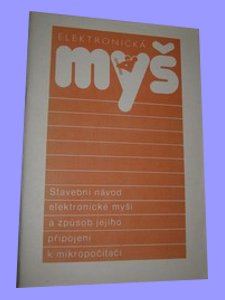 ELEKTRONICKÁ
myš
Stavební návod
elektronické myši
a způsob jejího
připojení
k mikropočítači